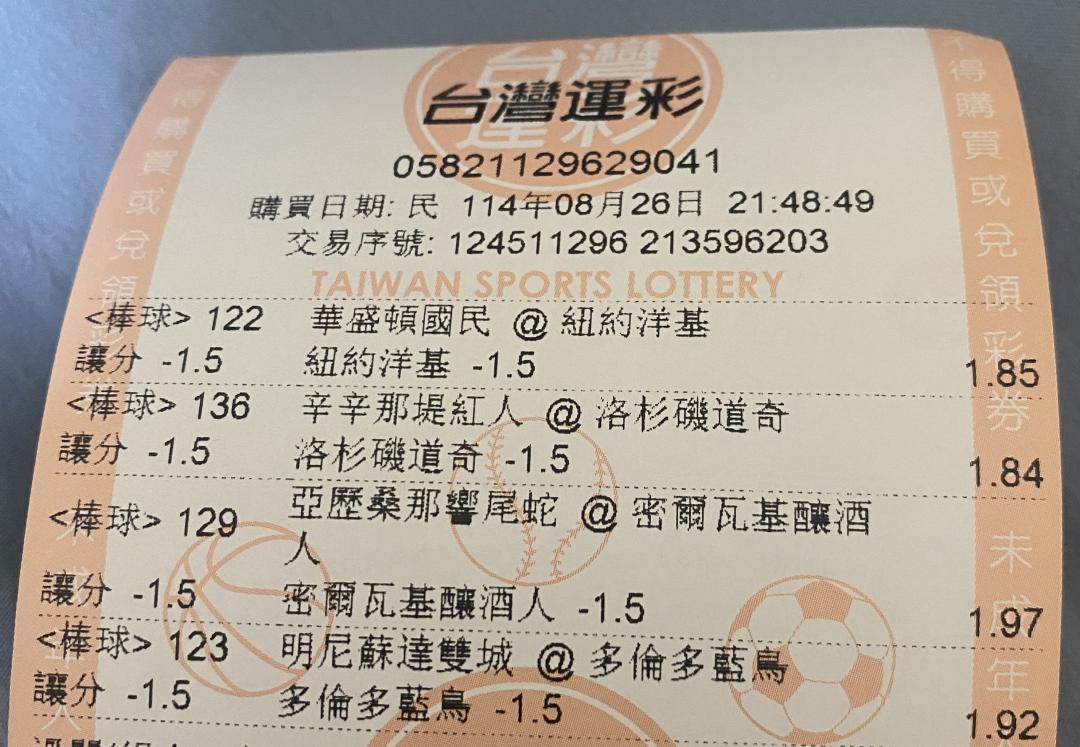 台灣運彩
05821129629041
購買日期: 民 114年08月26日 21:48:49
交易序號: 124511296 213596203
TAIWAN SPORTS LOTTERY
<棒球> 122 華盛頓國民 @ 紐約洋基
讓分 -1.5 紐約洋基 -1.5 1.85
<棒球> 136 辛辛那堤紅人 @ 洛杉磯道奇
讓分 -1.5 洛杉磯道奇 -1.5 1.84
<棒球> 129 亞歷桑那響尾蛇 @ 密爾瓦基釀酒
人
讓分 -1.5 密爾瓦基釀酒人 -1.5 1.97
<棒球> 123 明尼蘇達雙城 @ 多倫多藍鳥
讓分 -1.5 多倫多藍鳥 -1.5 1.92
得購買或兌領
得購買或兌領彩券 未成年